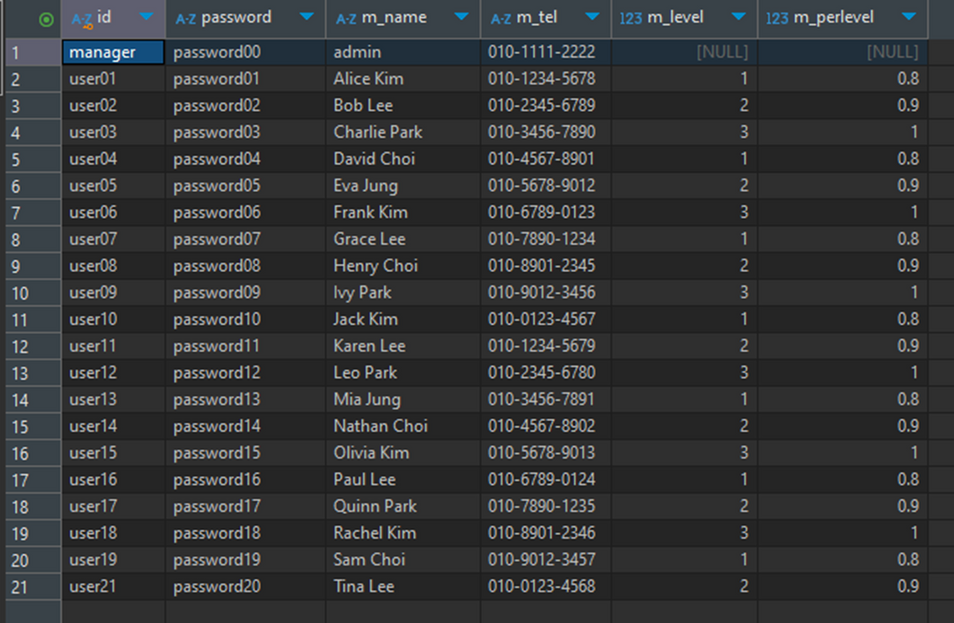 A-Z id A-Z password A-Z m_name A-Z m_tel 123 m_level 123 m_perlevel
1 manager password00 admin 010-1111-2222 [NULL] [NULL]
2 user01 password01 Alice Kim 010-1234-5678 1 0.8
3 user02 password02 Bob Lee 010-2345-6789 2 0.9
4 user03 password03 Charlie Park 010-3456-7890 3 1
5 user04 password04 David Choi 010-4567-8901 1 0.8
6 user05 password05 Eva Jung 010-5678-9012 2 0.9
7 user06 password06 Frank Kim 010-6789-0123 3 1
8 user07 password07 Grace Lee 010-7890-1234 1 0.8
9 user08 password08 Henry Choi 010-8901-2345 2 0.9
10 user09 password09 Ivy Park 010-9012-3456 3 1
11 user10 password10 Jack Kim 010-0123-4567 1 0.8
12 user11 password11 Karen Lee 010-1234-5679 2 0.9
13 user12 password12 Leo Park 010-2345-6780 3 1
14 user13 password13 Mia Jung 010-3456-7891 1 0.8
15 user14 password14 Nathan Choi 010-4567-8902 2 0.9
16 user15 password15 Olivia Kim 010-5678-9013 3 1
17 user16 password16 Paul Lee 010-6789-0124 1 0.8
18 user17 password17 Quinn Park 010-7890-1235 2 0.9
19 user18 password18 Rachel Kim 010-8901-2346 3 1
20 user19 password19 Sam Choi 010-9012-3457 1 0.8
21 user21 password20 Tina Lee 010-0123-4568 2 0.9